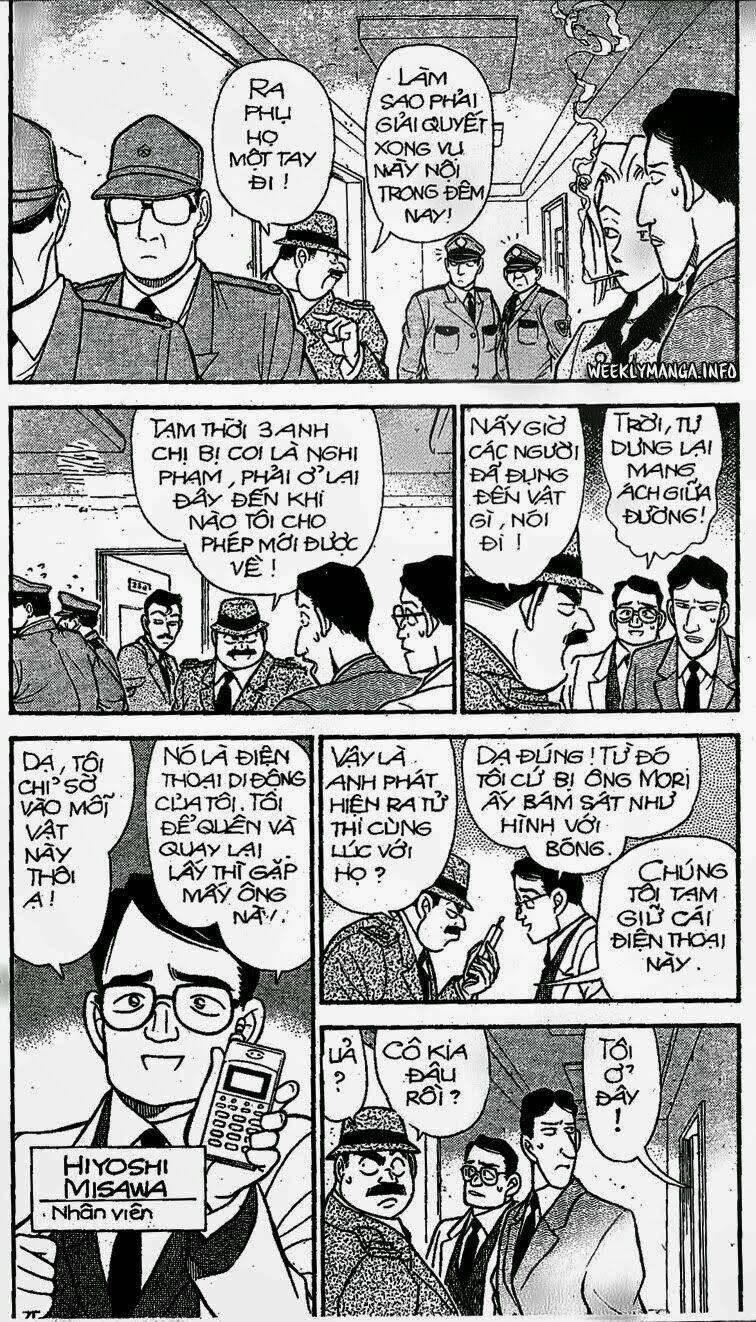 RA
PHỤ
HỌ
MỘT TAY
ĐI!
LÀM
SAO PHẢI
GIẢI QUYẾT
XONG VỤ
NÀY NỘI
TRONG ĐÊM
NAY!
WEEKLYMANGA.INFO
TẠM THỜI 3 ANH
CHỊ BỊ COI LÀ NGHI
PHẠM, PHẢI Ở LẠI
ĐÂY ĐẾN KHI
NÀO TÔI CHO
PHÉP MỚI ĐƯỢC
VỀ!
NÃY GIỜ
CÁC NGƯỜI
ĐÃ ĐỤNG
ĐẾN VẬT
GÌ, NÓI
ĐI!
TRỜI, TỰ
DƯNG LẠI
MANG
ÁCH GIỮA
ĐƯỜNG!
DẠ, TÔI
CHỈ SỜ
VÀO MỖI
VẬT
NÀY
THÔI
Ạ!
NÓ LÀ ĐIỆN
THOẠI DI ĐỘNG
CỦA TÔI. TÔI
ĐỂ QUÊN VÀ
QUAY LẠI
LẤY THÌ GẶP
MẤY ÔNG
NÀY.
HIYOSHI
MISAWA
Nhân viên
VẬY LÀ
ANH PHÁT
HIỆN RA TỬ
THI CÙNG
LÚC VỚI
HỌ?
DẠ ĐÚNG! TỪ ĐÓ
TÔI CỨ BỊ ÔNG MORI
ẤY BÁM SÁT NHƯ
HÌNH VỚI
BÓNG.
CHÚNG
TÔI TẠM
GIỮ CÁI
ĐIỆN THOẠI
NÀY.
ỦA
?
CÔ KIA
ĐÂU
RỒI?
TÔI
Ở
ĐÂY
!